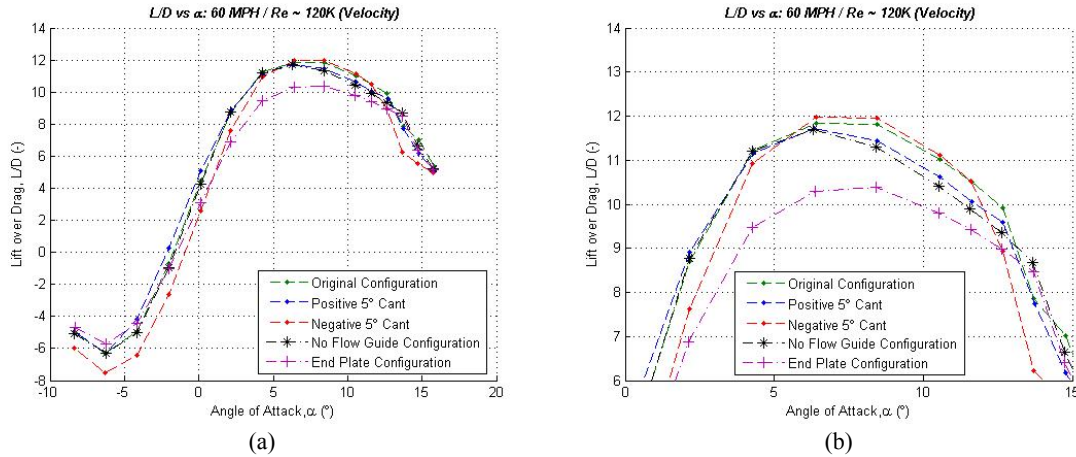 L/D vs α: 60 MPH / Re ~ 120K (Velocity)
14
12
10
8
6
4
2
0
-2
-4
-6
-8
-10
-5
0
5
10
15
20
Lift over Drag, L/D (-)
Angle of Attack,α (°)
Original Configuration
Positive 5° Cant
Negative 5° Cant
No Flow Guide Configuration
End Plate Configuration
(a)
L/D vs α: 60 MPH / Re ~ 120K (Velocity)
14
13
12
11
10
9
8
7
6
0
5
10
15
Lift over Drag, L/D (-)
Angle of Attack,α (°)
Original Configuration
Positive 5° Cant
Negative 5° Cant
No Flow Guide Configuration
End Plate Configuration
(b)